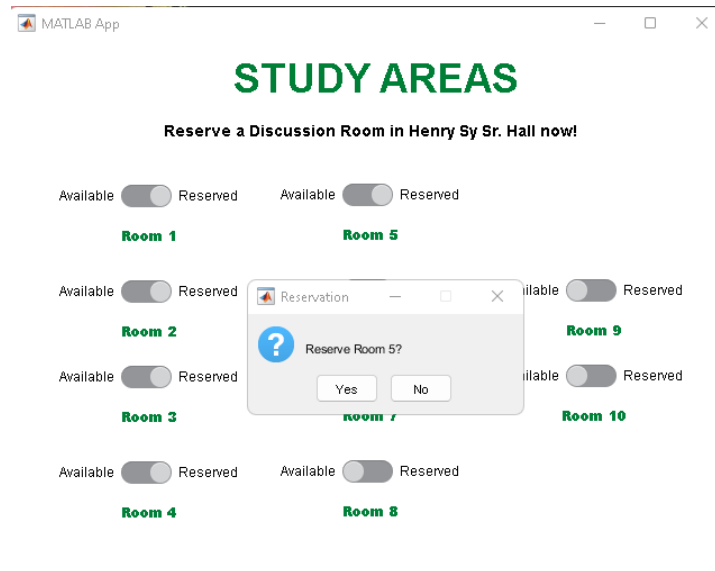 MATLAB App
STUDY AREAS
Reserve a Discussion Room in Henry Sy Sr. Hall now!
Available Reserved Available Reserved
Room 1 Room 5
Available Reserved Reserved
Room 2 Room 9
Reservation
Reserve Room 5?
Yes No
Available Reserved Reserved
Room 3 Room 7 Room 10
Available Reserved Available Reserved
Room 4 Room 8